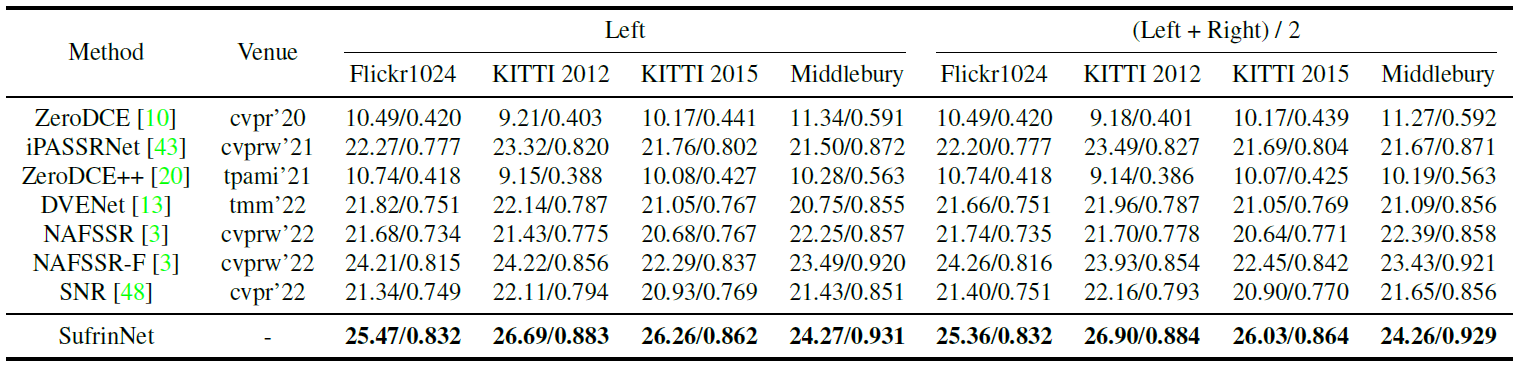 Method Venue Left (Left + Right) / 2
Flickr1024 KITTI 2012 KITTI 2015 Middlebury Flickr1024 KITTI 2012 KITTI 2015 Middlebury
ZeroDCE [10] cvpr'20 10.49/0.420 9.21/0.403 10.17/0.441 11.34/0.591 10.49/0.420 9.18/0.401 10.17/0.439 11.27/0.592
iPASSRNet [43] cvprw'21 22.27/0.777 23.32/0.820 21.76/0.802 21.50/0.872 22.20/0.777 23.49/0.827 21.69/0.804 21.67/0.871
ZeroDCE++ [20] tpami'21 10.74/0.418 9.15/0.388 10.08/0.427 10.28/0.563 10.74/0.418 9.14/0.386 10.07/0.425 10.19/0.563
DVENet [13] tmm'22 21.82/0.751 22.14/0.787 21.05/0.767 20.75/0.855 21.66/0.751 21.96/0.787 21.05/0.769 21.09/0.856
NAFSSR [3] cvprw'22 21.68/0.734 21.43/0.775 20.68/0.767 22.25/0.857 21.74/0.735 21.70/0.778 20.64/0.771 22.39/0.858
NAFSSR-F [3] cvprw'22 24.21/0.815 24.22/0.856 22.29/0.837 23.49/0.920 24.26/0.816 23.93/0.854 22.45/0.842 23.43/0.921
SNR [48] cvpr'22 21.34/0.749 22.11/0.794 20.93/0.769 21.43/0.851 21.40/0.751 22.16/0.793 20.90/0.770 21.65/0.856
SufrinNet - 25.47/0.832 26.69/0.883 26.26/0.862 24.27/0.931 25.36/0.832 26.90/0.884 26.03/0.864 24.26/0.929